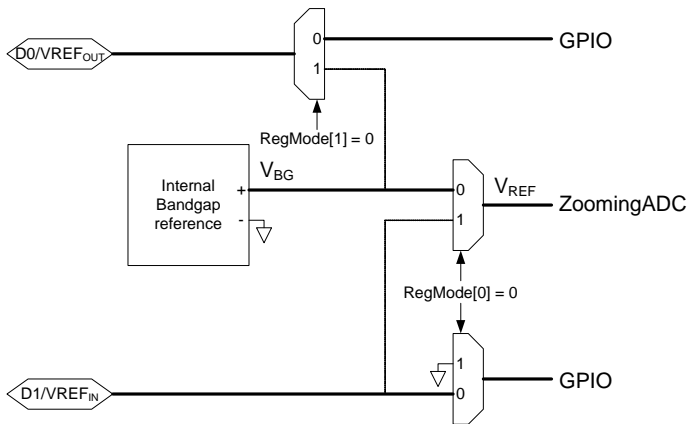 D0/VREFOUT
0
1
GPIO
RegMode[1] = 0
VBG
Internal
Bandgap
reference
+
-
0
1
VREF
ZoomingADC
RegMode[0] = 0
D1/VREFIN
1
0
GPIO